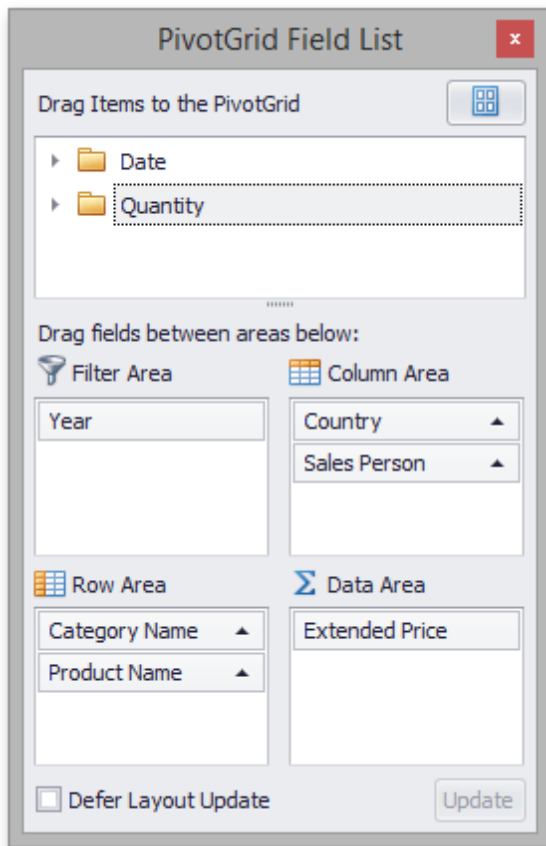 PivotGrid Field List
x
Drag Items to the PivotGrid
Date
Quantity
Drag fields between areas below:
Filter Area
Year
Column Area
Country
Sales Person
Row Area
Category Name
Product Name
Σ Data Area
Extended Price
Defer Layout Update
Update